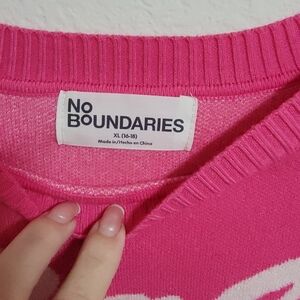 No
BOUNDARIES
XL (16-18)
Made in/Hecho en China